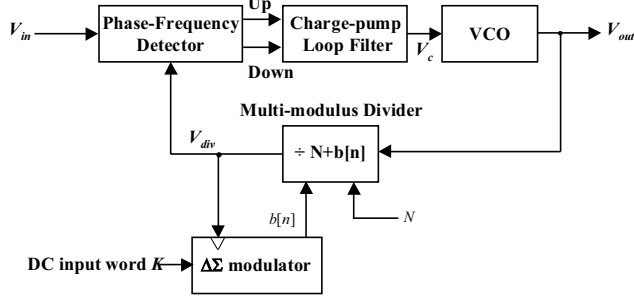 Up
V_in
Phase-Frequency
Detector
Charge-pump
Loop Filter
V_c
VCO
V_out
Down
Multi-modulus Divider
V_div
÷ N+b[n]
b[n]
N
DC input word K
ΔΣ modulator